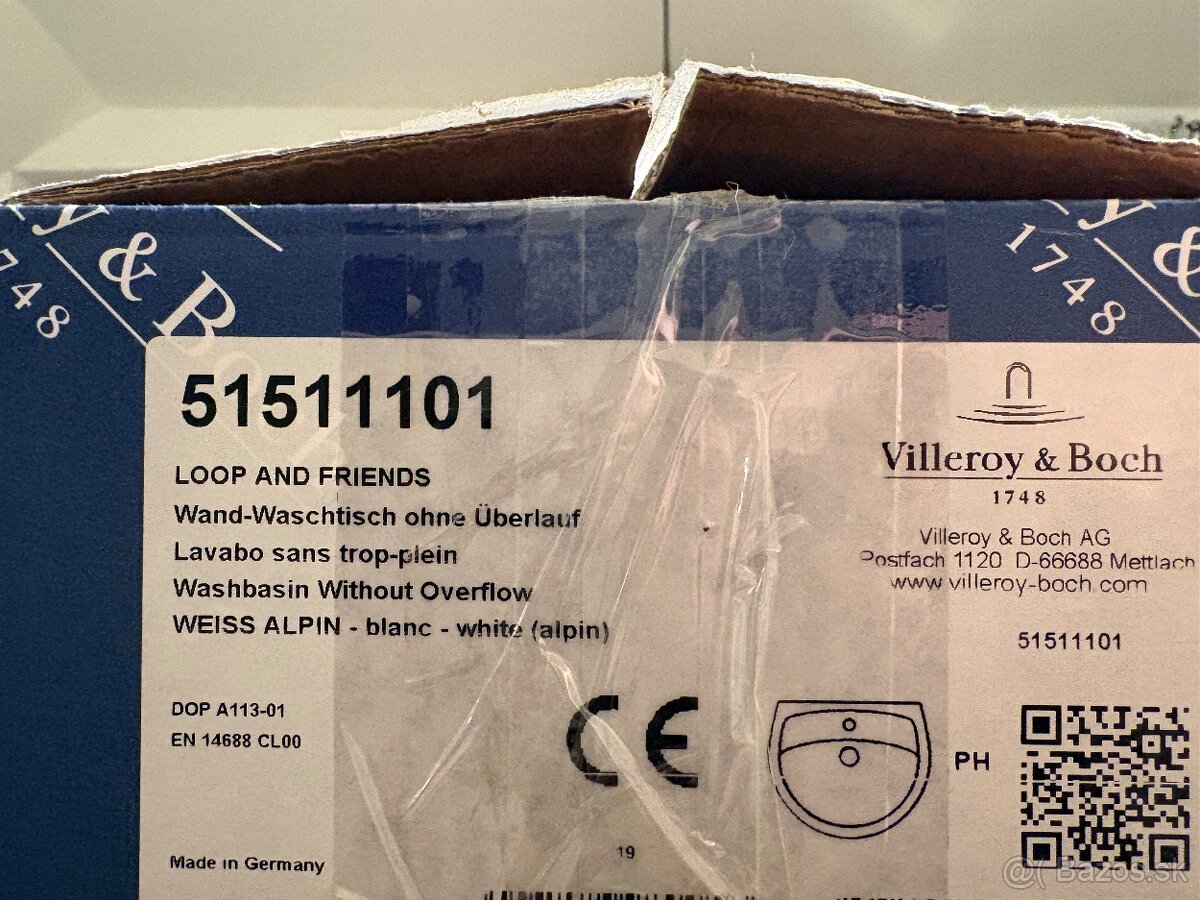 y & B
1748
1748
&
51511101
LOOP AND FRIENDS
Wand-Waschtisch ohne Überlauf
Lavabo sans trop-plein
Washbasin Without Overflow
WEISS ALPIN - blanc - white (alpin)
DOP A113-01
EN 14688 CL00
Made in Germany
CE
19
Villeroy & Boch
1748
Villeroy & Boch AG
Postfach 1120 D-66688 Mettlach
www.villeroy-boch.com
51511101
PH
Bazos.sk